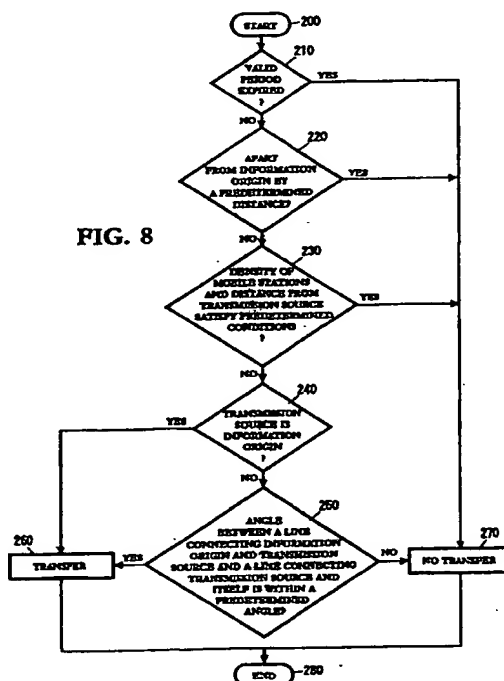 START
200
210
VALID
PERIOD
EXPIRED
?
YES
NO
220
APART
FROM INFORMATION
ORIGIN BY
A PREDETERMINED
DISTANCE?
YES
FIG. 8
NO
230
DENSITY OF
MOBILE STATIONS
AND DISTANCE FROM
TRANSMISSION SOURCE
SATISFY PREDETERMINED
CONDITIONS
?
YES
NO
240
TRANSMISSION
SOURCE IS
INFORMATION
ORIGIN
?
YES
NO
250
ANGLE
BETWEEN A LINE
CONNECTING INFORMATION
ORIGIN AND TRANSMISSION
SOURCE AND A LINE CONNECTING
TRANSMISSION SOURCE AND
ITSELF IS WITHIN A
PREDETERMINED
ANGLE?
YES
NO
260
TRANSFER
270
NO TRANSFER
END
280